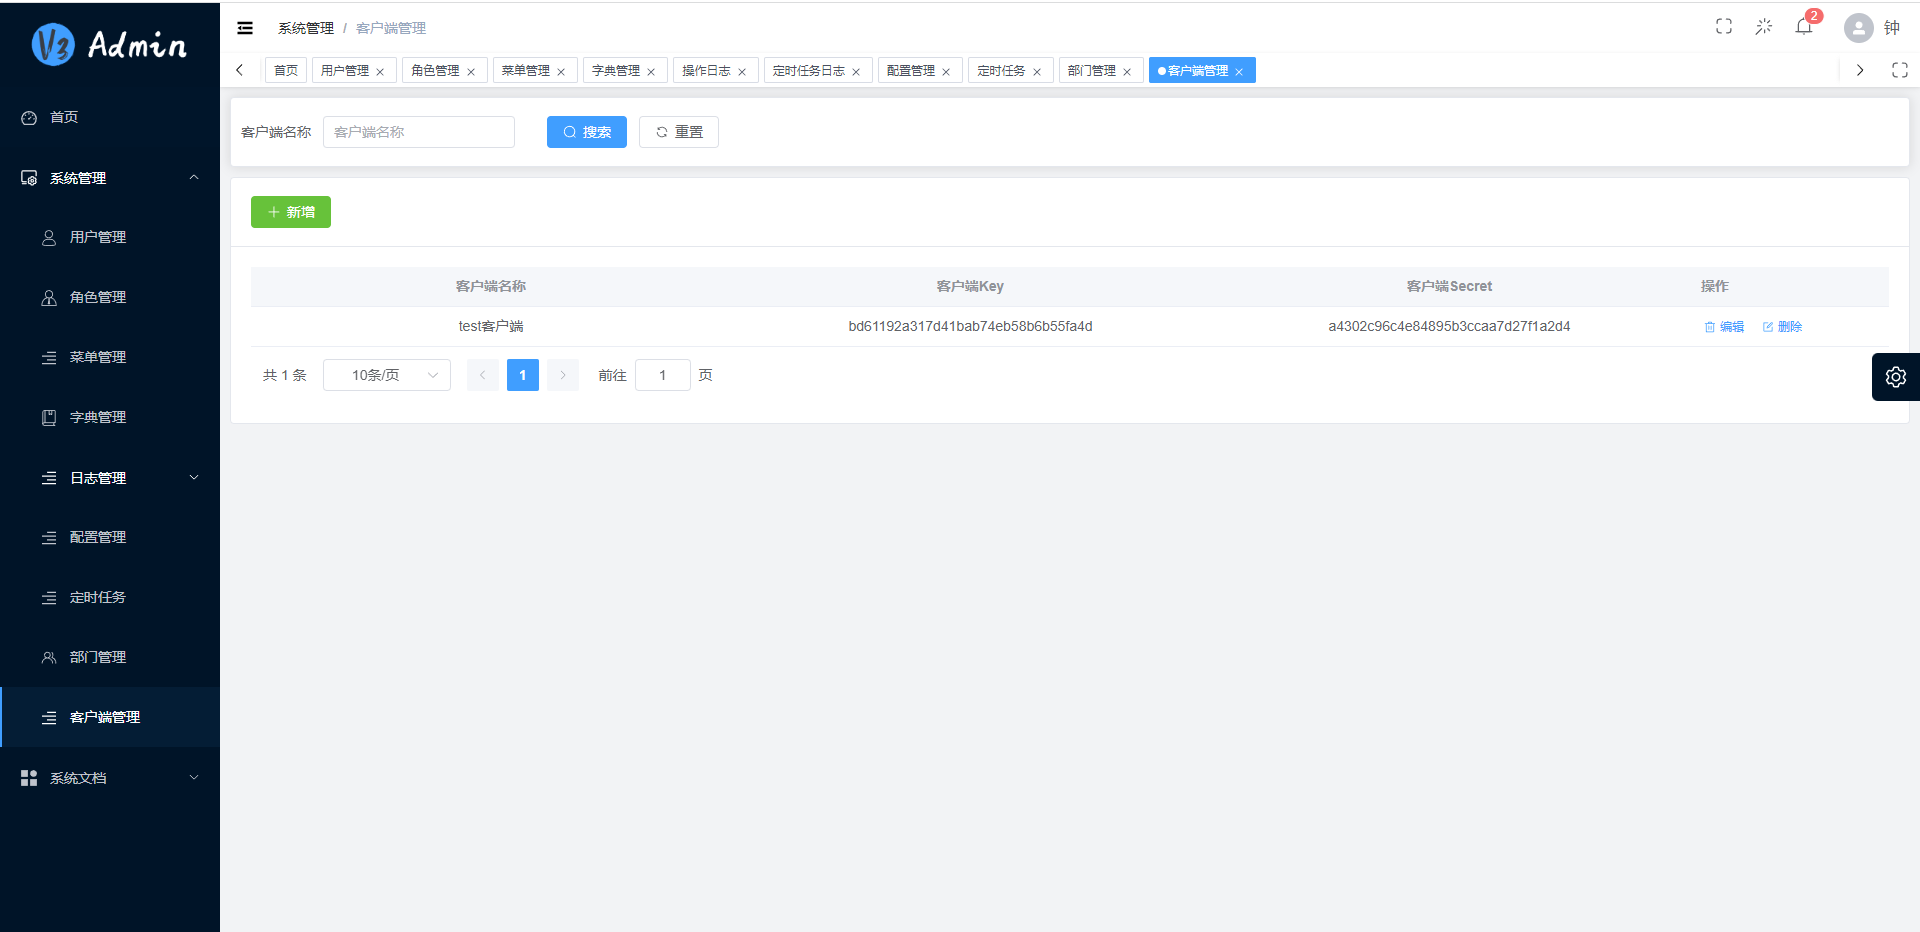 V3 Admin
首页
系统管理
用户管理
角色管理
菜单管理
字典管理
日志管理
配置管理
定时任务
部门管理
客户端管理
系统文档
系统管理 / 客户端管理
2
钟
首页 用户管理 角色管理 菜单管理 字典管理 操作日志 定时任务日志 配置管理 定时任务 部门管理 客户端管理
客户端名称 客户端名称 搜索 重置
新增
客户端名称 客户端Key 客户端Secret 操作
test客户端 bd61192a317d41bab74eb58b6b55fa4d a4302c96c4e84895b3ccaa7d27f1a2d4 编辑 删除
共 1 条 10条/页 1 前往 1 页